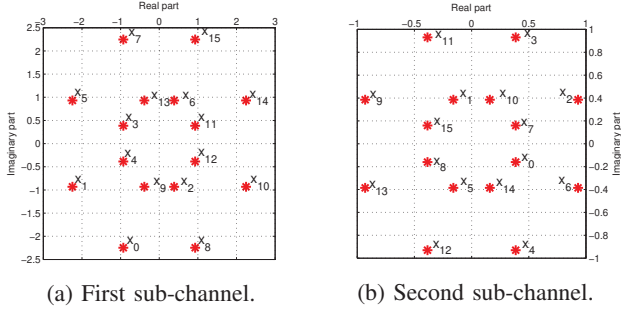 Real part
Real part
−3 −2 −1 0 1 2 3
−1 −0.5 0 0.5 1
2.5
2
1.5
1
0.5
0
−0.5
−1
−1.5
−2
−2.5
Imaginary part
x7 x15
x5 x13 x6 x14
x3 x11
x4 x12
x1 x9 x2 x10
x0 x8
x11 x3
x9 x1 x10 x2
x15 x7
x8 x0
x13 x5 x14 x6
x12 x4
1
0.8
0.6
0.4
0.2
0
−0.2
−0.4
−0.6
−0.8
−1
Imaginary part
(a) First sub-channel.
(b) Second sub-channel.